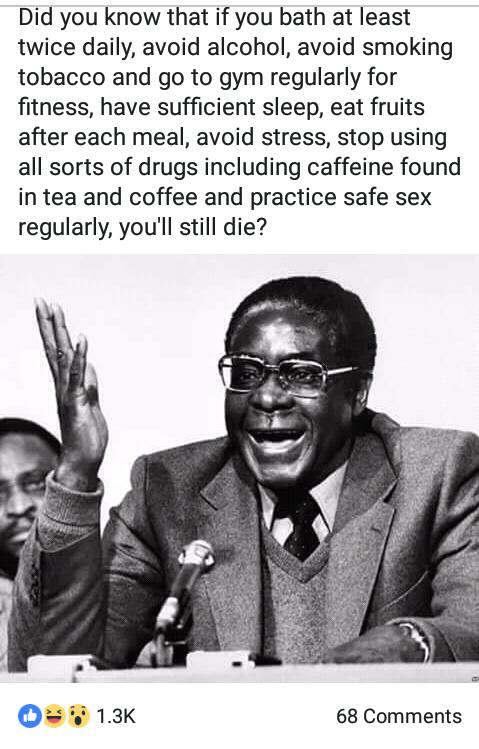 Did you know that if you bath at least
twice daily, avoid alcohol, avoid smoking
tobacco and go to gym regularly for
fitness, have sufficient sleep, eat fruits
after each meal, avoid stress, stop using
all sorts of drugs including caffeine found
in tea and coffee and practice safe sex
regularly, you'll still die?
1.3K 68 Comments